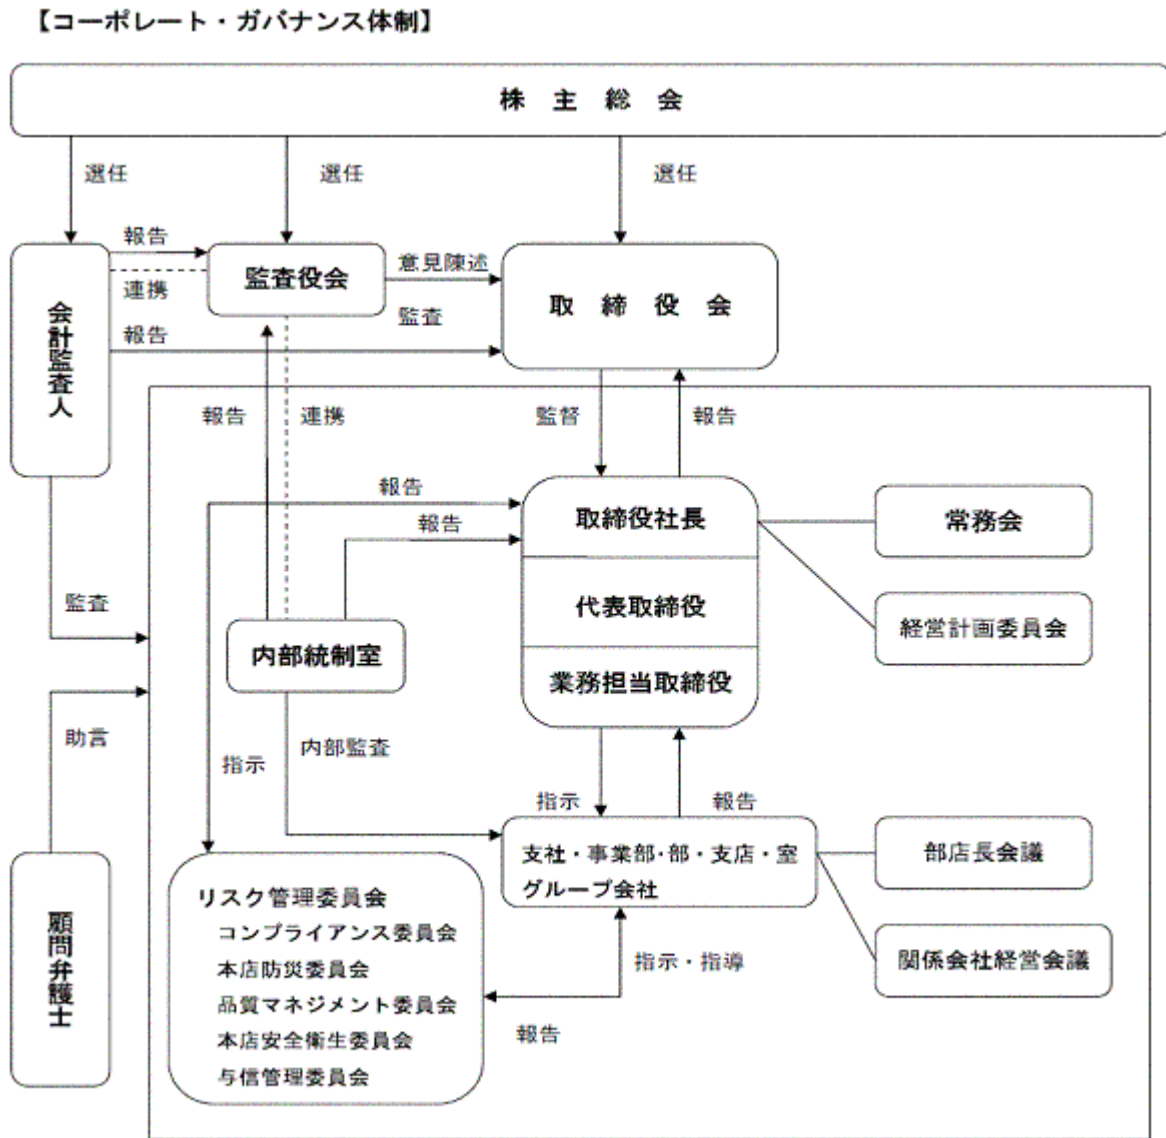 【コーポレート・ガバナンス体制】
株 主 総 会
選任
選任
選任
報告
監査役会
意見陳述
取 締 役 会
連携
監査
報告
会計監査人
報告
連携
監督
報告
報告
取締役社長
常務会
報告
代表取締役
経営計画委員会
監査
内部統制室
業務担当取締役
助言
内部監査
指示
指示
報告
支社・事業部・部・支店・室
グループ会社
部店長会議
リスク管理委員会
コンプライアンス委員会
本店防災委員会
品質マネジメント委員会
本店安全衛生委員会
与信管理委員会
指示・指導
関係会社経営会議
報告
顧問弁護士